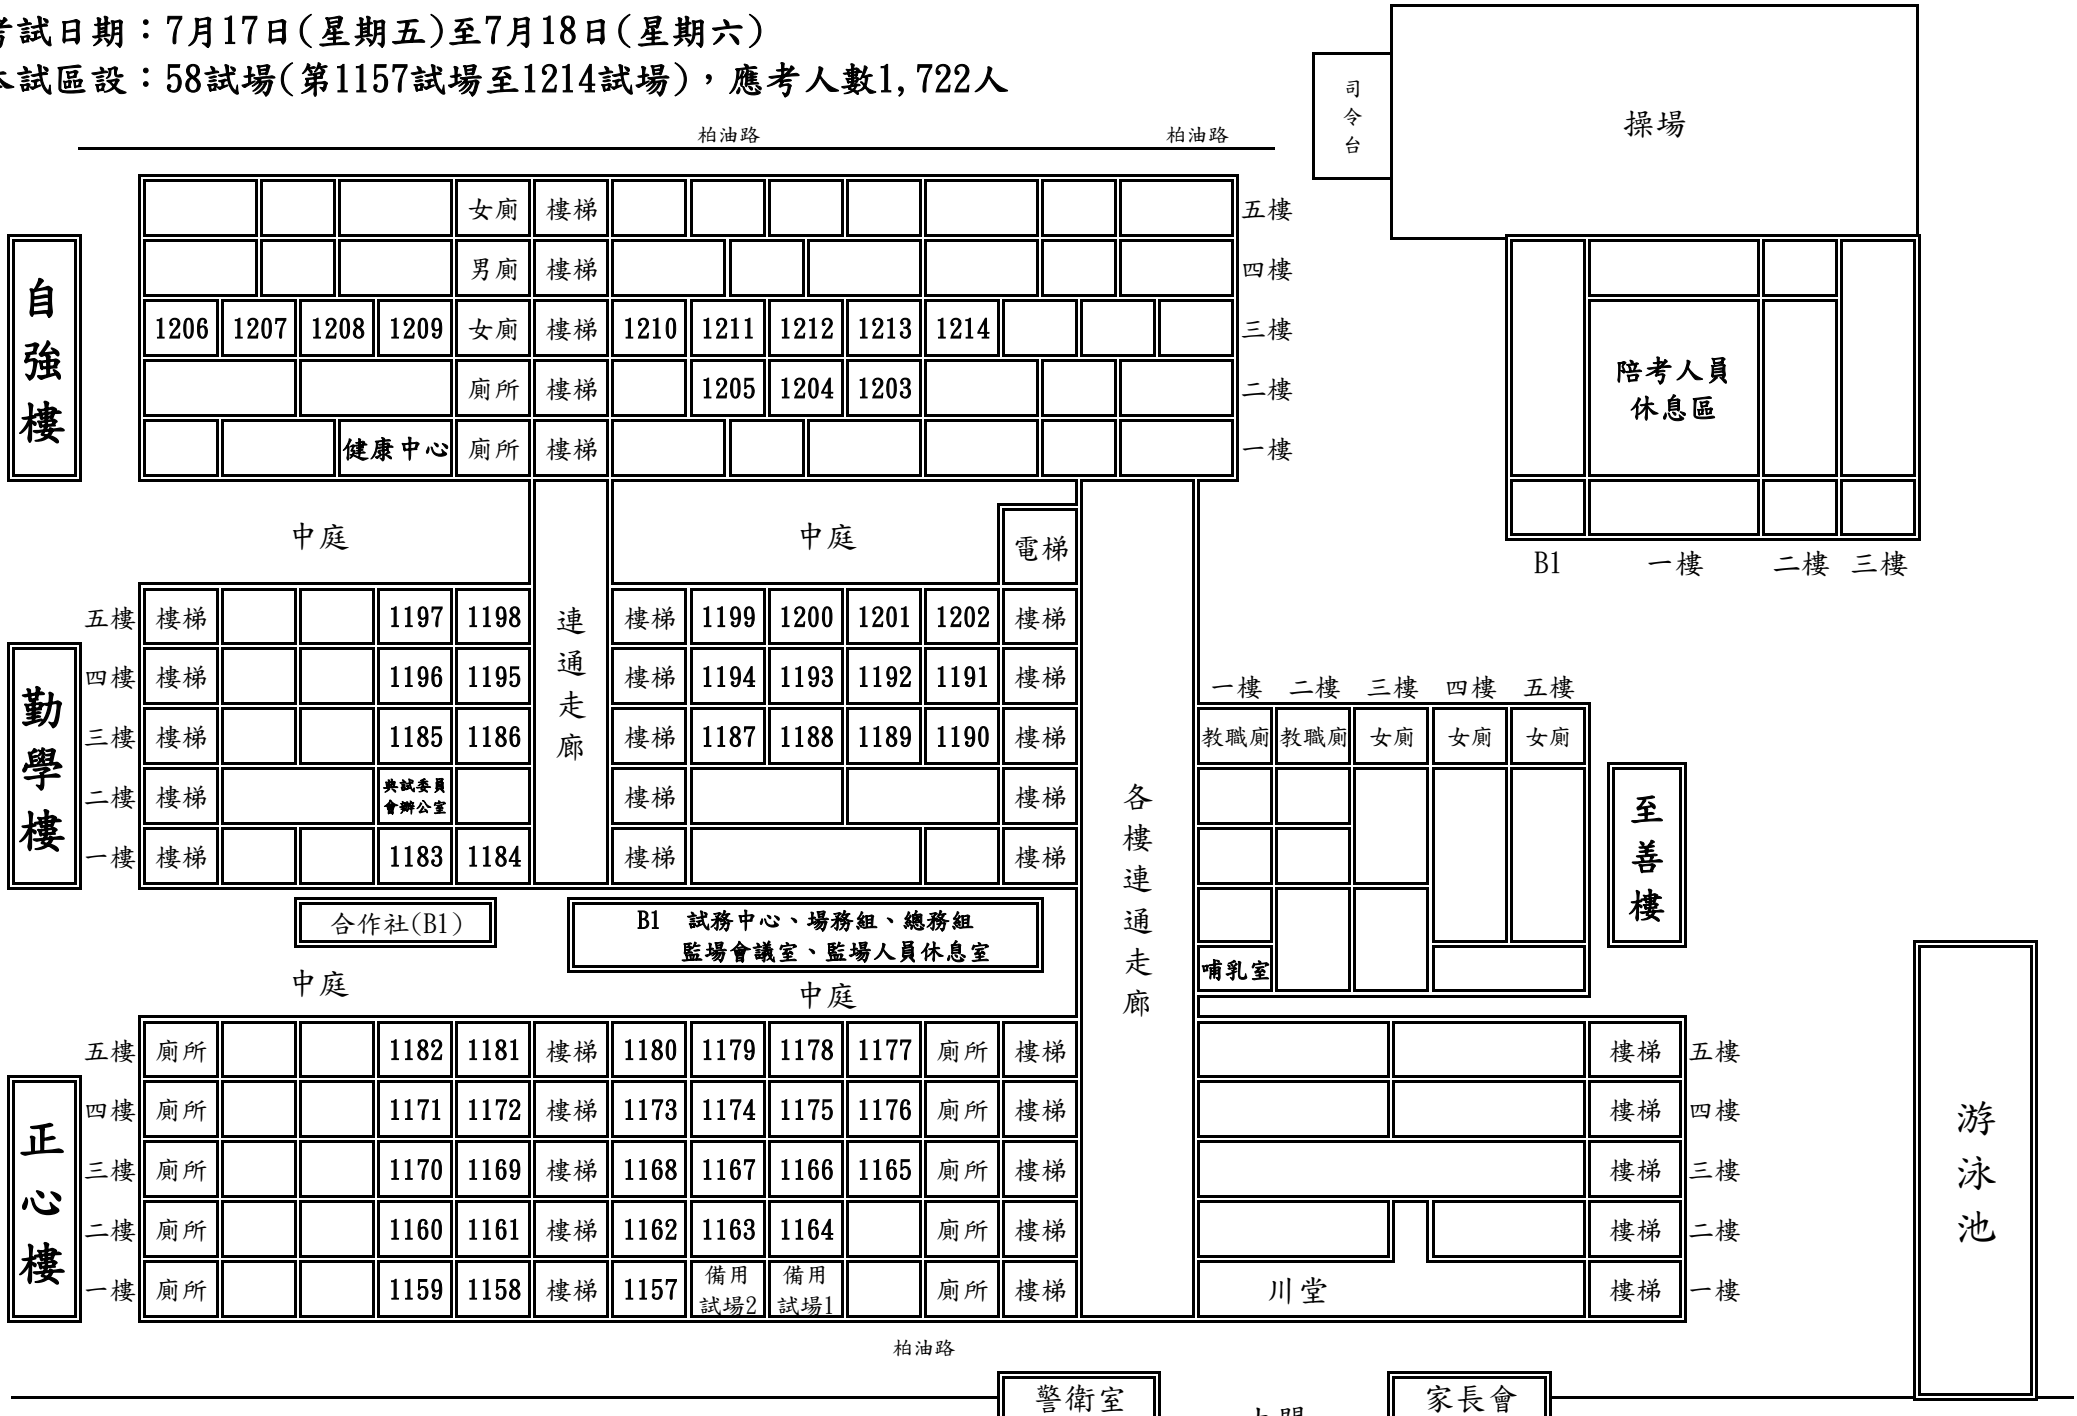 試日期：7月17日(星期五)至7月18日(星期六)
試區設：58試場(第1157試場至1214試場)，應考人數1,722人
柏油路 柏油路
司令台
操場
自強樓
女廁 樓梯 五樓
男廁 樓梯 四樓
1206 1207 1208 1209 女廁 樓梯 1210 1211 1212 1213 1214 三樓
廁所 樓梯 1205 1204 1203 二樓
健康中心 廁所 樓梯 一樓
陪考人員
休息區
B1 一樓 二樓 三樓
中庭 中庭 電梯
連通走廊
勤學樓
五樓 樓梯 1197 1198 樓梯 1199 1200 1201 1202 樓梯
四樓 樓梯 1196 1195 樓梯 1194 1193 1192 1191 樓梯
三樓 樓梯 1185 1186 樓梯 1187 1188 1189 1190 樓梯
二樓 樓梯 典試委員 樓梯 樓梯
會辦公室
一樓 樓梯 1183 1184 樓梯 樓梯
各樓連通走廊
一樓 二樓 三樓 四樓 五樓
教職廁 教職廁 女廁 女廁 女廁
哺乳室
至善樓
合作社(B1)
B1 試務中心、場務組、總務組
監場會議室、監場人員休息室
中庭 中庭
正心樓
五樓 廁所 1182 1181 樓梯 1180 1179 1178 1177 廁所 樓梯 樓梯 五樓
四樓 廁所 1171 1172 樓梯 1173 1174 1175 1176 廁所 樓梯 樓梯 四樓
三樓 廁所 1170 1169 樓梯 1168 1167 1166 1165 廁所 樓梯 樓梯 三樓
二樓 廁所 1160 1161 樓梯 1162 1163 1164 廁所 樓梯 樓梯 二樓
一樓 廁所 1159 1158 樓梯 1157 備用 備用 廁所 樓梯 川堂 樓梯 一樓
試場2 試場1
游泳池
柏油路
警衛室 家長會